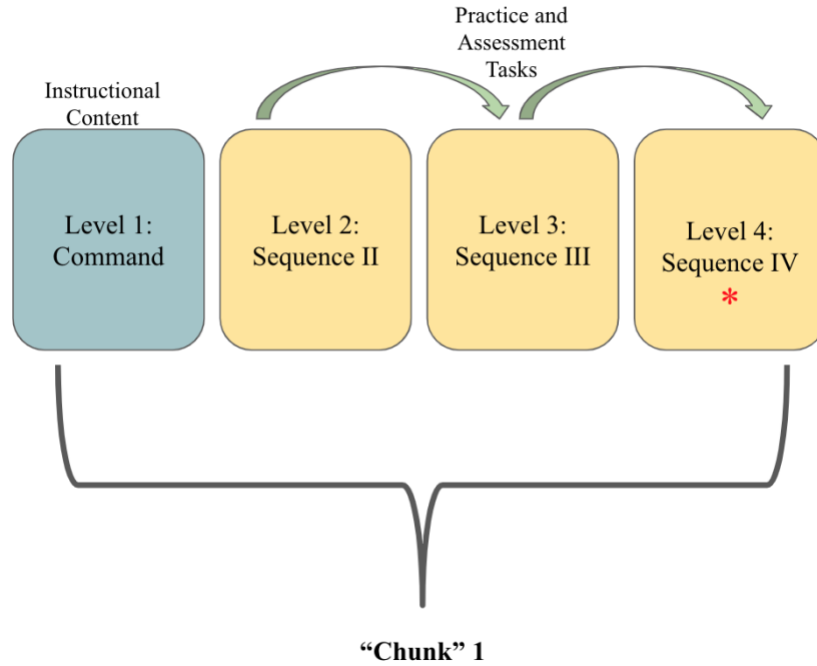 Practice and
Assessment
Tasks
Instructional
Content
Level 1:
Command
Level 2:
Sequence II
Level 3:
Sequence III
Level 4:
Sequence IV
*
“Chunk” 1